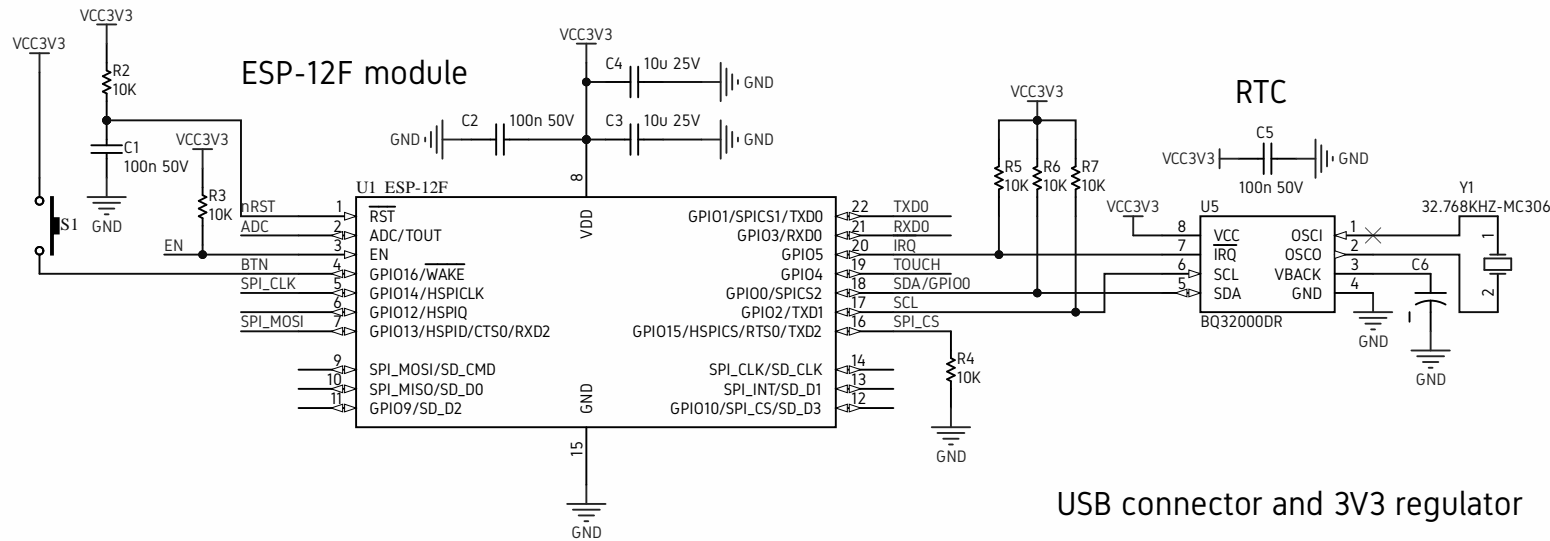 VCC3V3
VCC3V3
R2
10K
C1
100n 50V
GND
S1
VCC3V3
R3
10K
ESP-12F module
VCC3V3
C4 10u 25V
GND
GND
C2 100n 50V
C3 10u 25V
GND
8
U1 ESP-12F
VDD
GND
15
GND
nRST 1 RST
ADC 2 ADC/TOUT
EN 3 EN
BTN 4 GPIO16/WAKE
SPI_CLK 5 GPIO14/HSPICLK
6 GPIO12/HSPIQ
SPI_MOSI 7 GPIO13/HSPID/CTS0/RXD2
9 SPI_MOSI/SD_CMD
10 SPI_MISO/SD_D0
11 GPIO9/SD_D2
GPIO1/SPICS1/TXD0 22 TXD0
GPIO3/RXD0 21 RXD0
GPIO5 20 IRQ
GPIO4 19 TOUCH
GPIO0/SPICS2 18 SDA/GPIO0
GPIO2/TXD1 17 SCL
GPIO15/HSPICS/RTS0/TXD2 16 SPI_CS
SPI_CLK/SD_CLK 14
SPI_INT/SD_D1 13
GPIO10/SPI_CS/SD_D3 12
R4
10K
GND
VCC3V3
R5
10K
R6
10K
R7
10K
RTC
VCC3V3
C5
100n 50V
GND
VCC3V3
U5
8 VCC
7 IRQ
6 SCL
5 SDA
OSCI 1
OSCO 2
VBACK 3
GND 4
BQ32000DR
GND
C6
GND
Y1
32.768KHZ-MC306
1
2
USB connector and 3V3 regulator